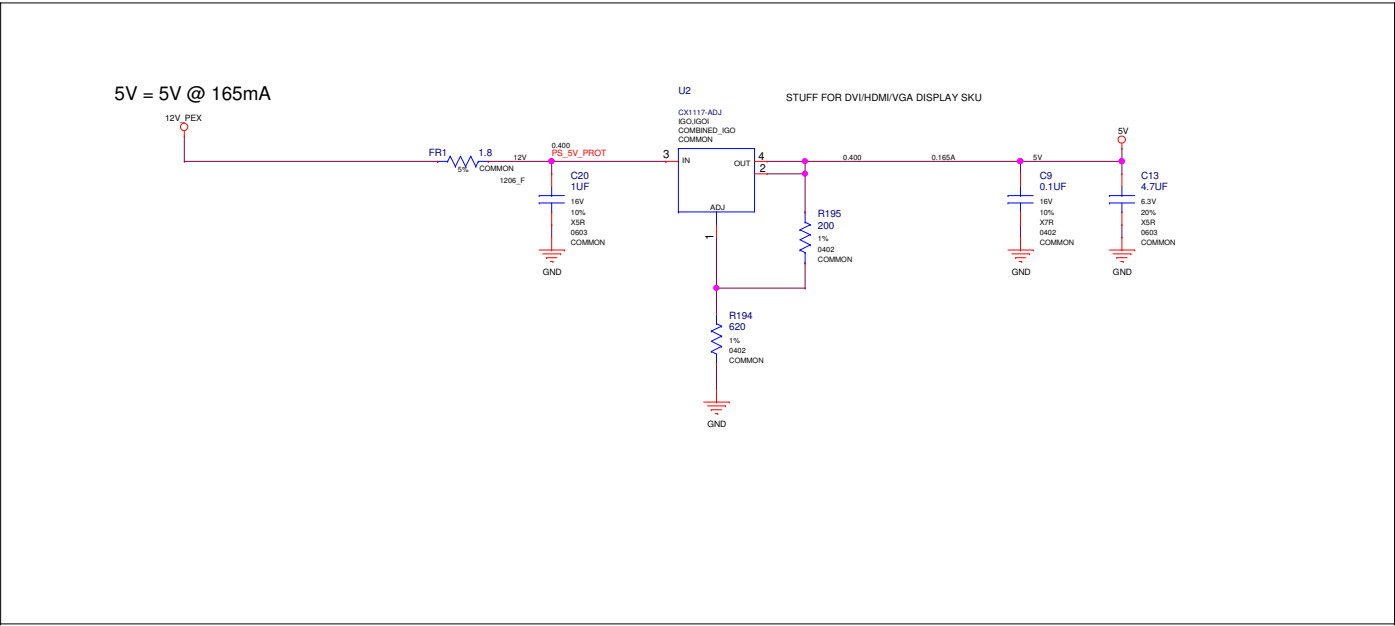 5V = 5V @ 165mA
12V_PEX
FR1
1.8
5%
COMMON
1206_F
12V
0.400
PS_5V_PROT
C20
1UF
16V
10%
X5R
0603
COMMON
GND
U2
CX1117-ADJ
IGO,IGOI
COMBINED_IGO
COMMON
3
IN
OUT
4
2
ADJ
1
STUFF FOR DVI/HDMI/VGA DISPLAY SKU
0.400
0.165A
5V
5V
R195
200
1%
0402
COMMON
R194
620
1%
0402
COMMON
GND
C9
0.1UF
16V
10%
X7R
0402
COMMON
GND
C13
4.7UF
6.3V
20%
X5R
0603
COMMON
GND